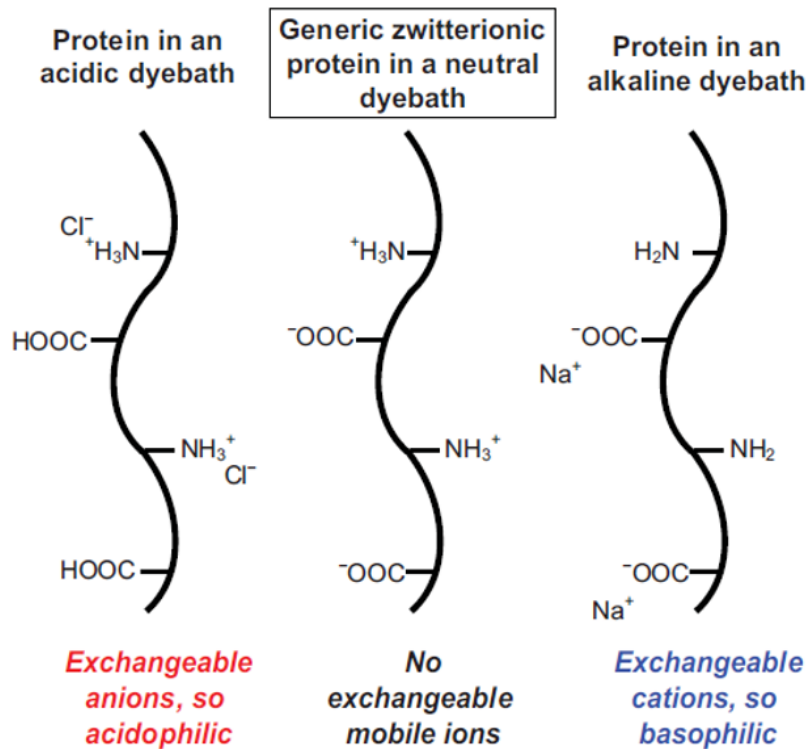 Protein in an
acidic dyebath
Generic zwitterionic
protein in a neutral
dyebath
Protein in an
alkaline dyebath
Cl⁻
⁺H₃N
HOOC
NH₃⁺
Cl⁻
HOOC
⁺H₃N
⁻OOC
NH₃⁺
⁻OOC
H₂N
⁻OOC
Na⁺
NH₂
⁻OOC
Na⁺
Exchangeable
anions, so
acidophilic
No
exchangeable
mobile ions
Exchangeable
cations, so
basophilic